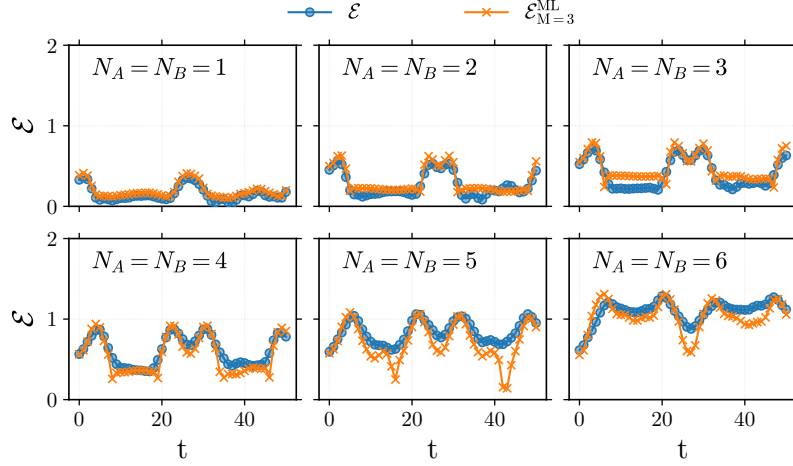 ℰ ℰ^ML_M=3
2 N_A = N_B = 1 N_A = N_B = 2 N_A = N_B = 3
ℰ 1
0
2 N_A = N_B = 4 N_A = N_B = 5 N_A = N_B = 6
ℰ 1
0
0 20 40 0 20 40 0 20 40
t t t